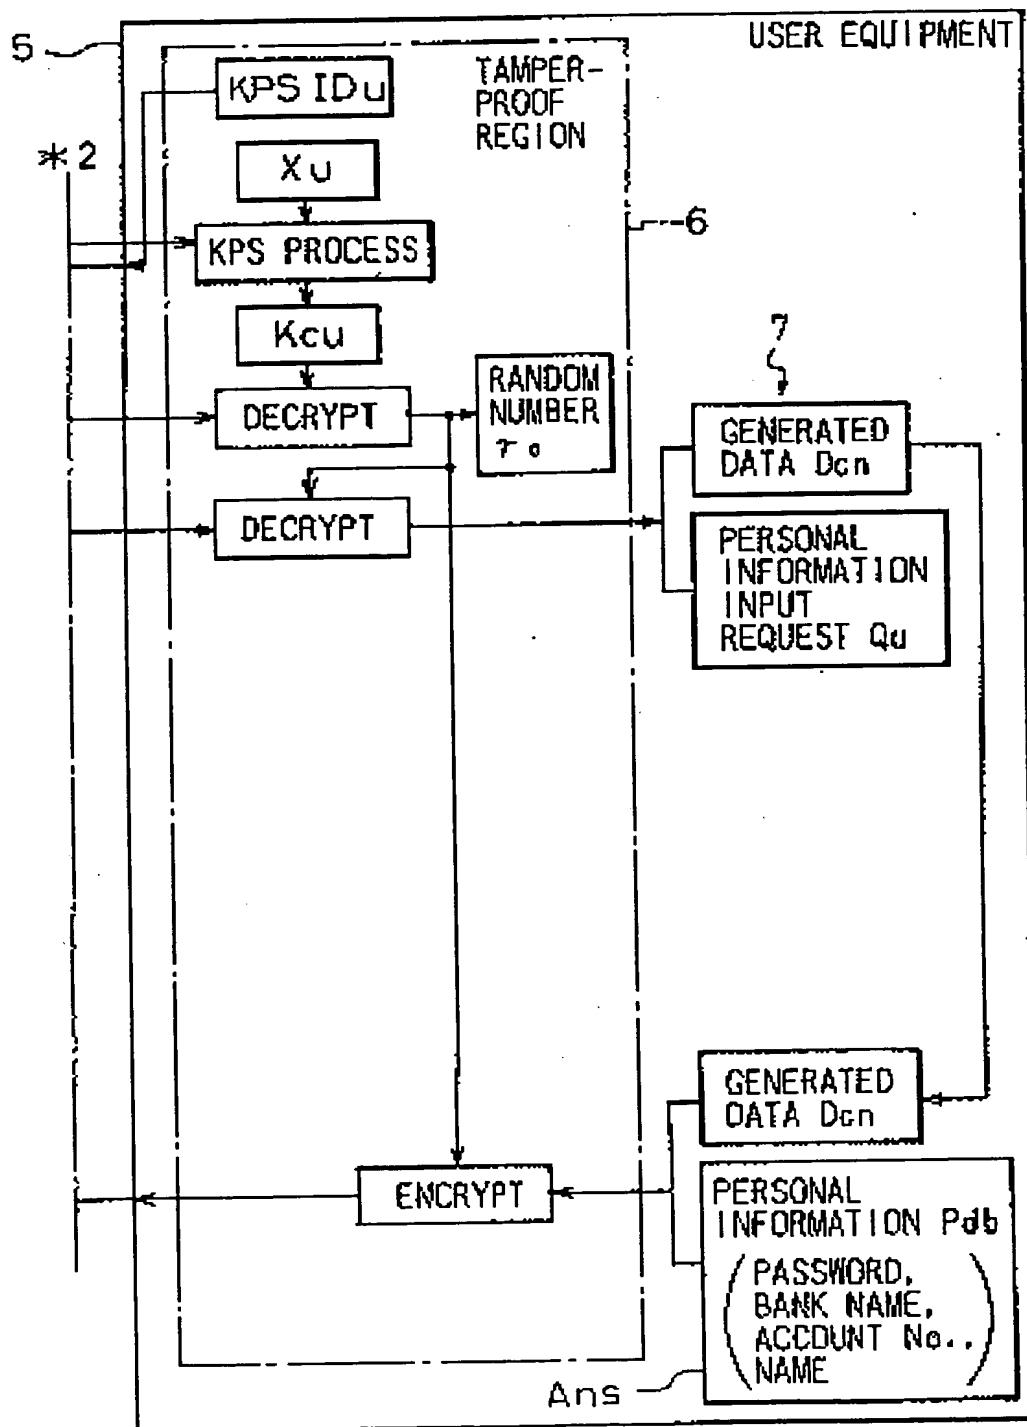 5
USER EQUIPMENT
KPS IDu
TAMPER-
PROOF
REGION
*2
Xu
6
KPS PROCESS
Kcu
7
RANDOM
NUMBER
DECRYPT
GENERATED
DATA Dcn
DECRYPT
PERSONAL
INFORMATION
INPUT
REQUEST Qu
GENERATED
DATA Dcn
ENCRYPT
PERSONAL
INFORMATION Pdb
(PASSWORD,
BANK NAME,
ACCOUNT No.,
NAME)
Ans